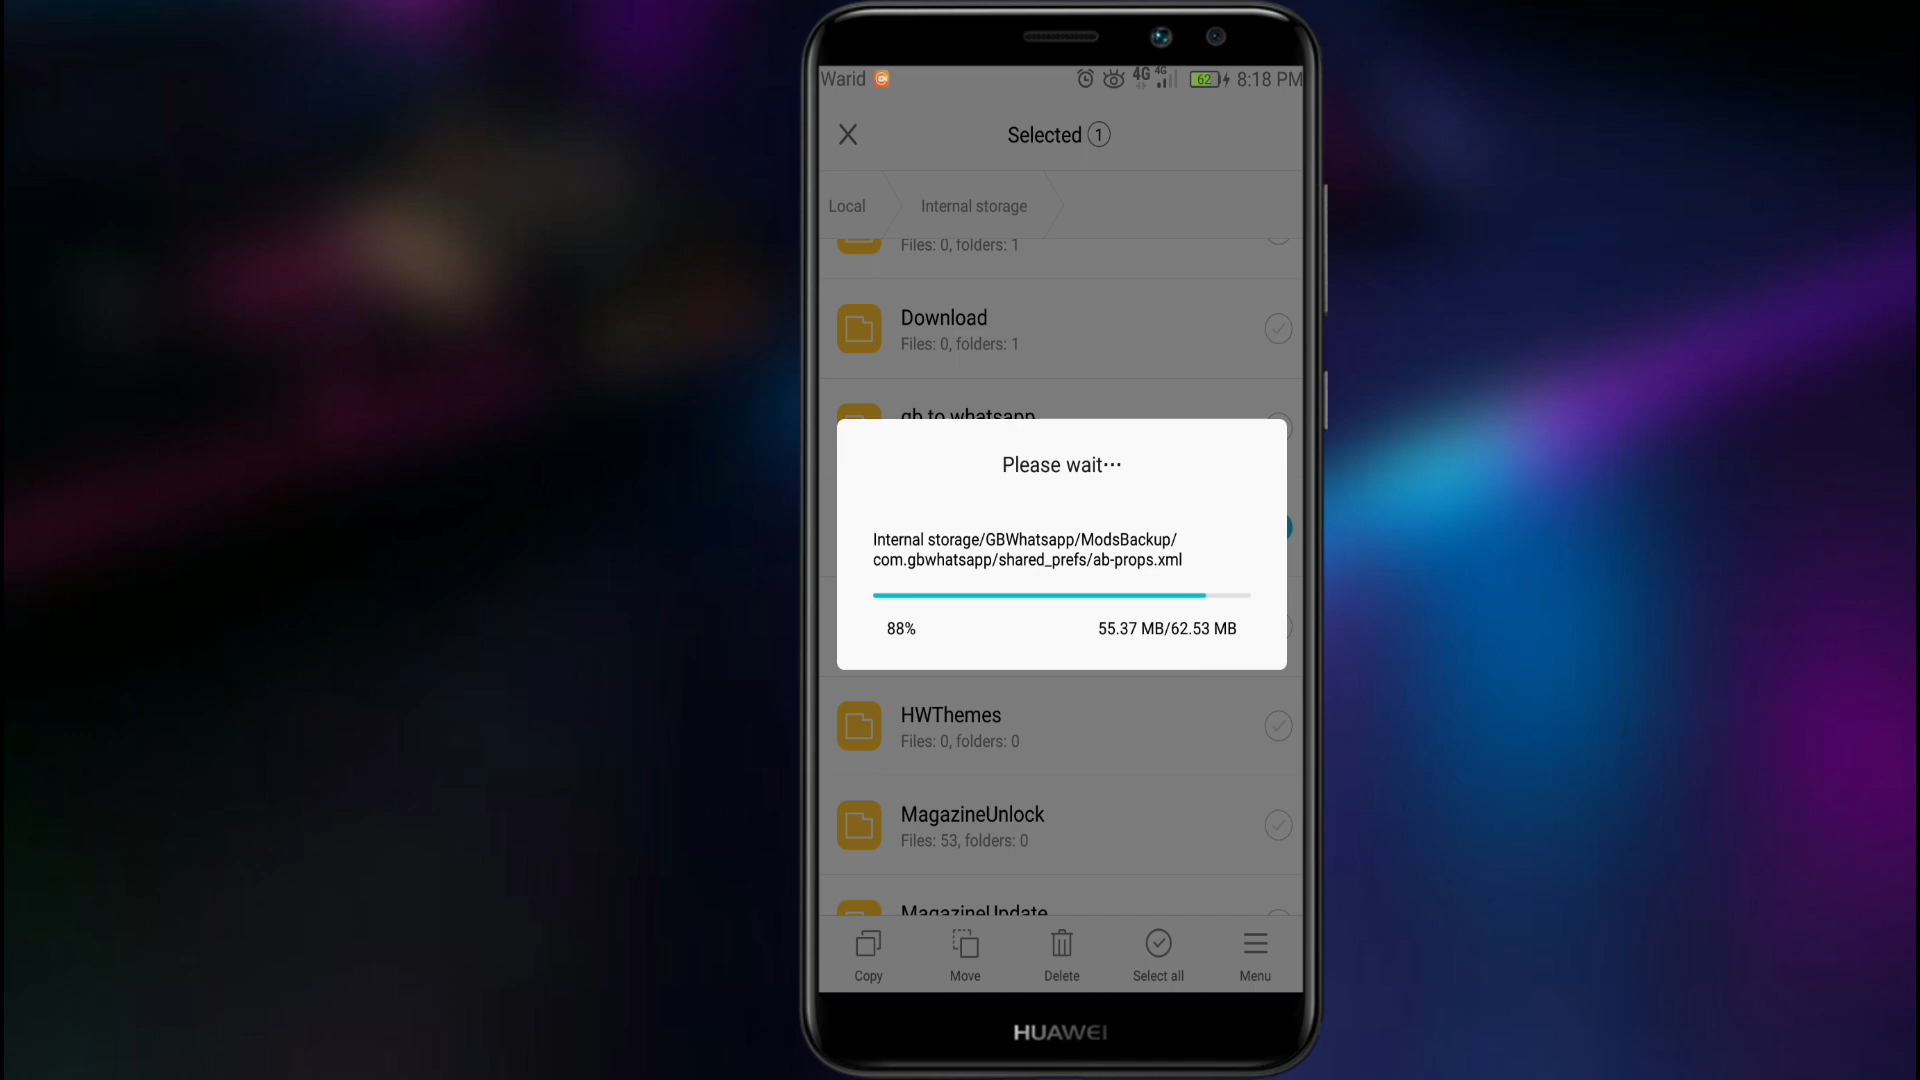 Warid 4G 4G 62 8:18 PM
Selected 1
Local Internal storage
Files: 0, folders: 1
Download
Files: 0, folders: 1
gb to whatsapp
Please wait...
Internal storage/GBWhatsapp/ModsBackup/
com.gbwhatsapp/shared_prefs/ab-props.xml
88% 55.37 MB/62.53 MB
HWThemes
Files: 0, folders: 0
MagazineUnlock
Files: 53, folders: 0
MagazineUpdate
Copy Move Delete Select all Menu
HUAWEI